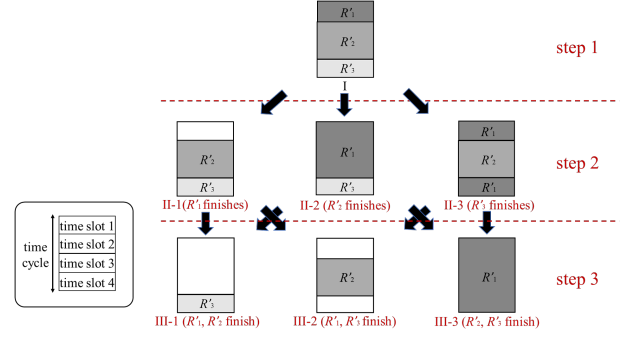 R'1
R'2
R'3
I
step 1
R'2
R'3
R'1
R'3
R'1
R'2
R'1
step 2
II-1(R'1 finishes)
II-2 (R'2 finishes)
II-3 (R'3 finishes)
time cycle
time slot 1
time slot 2
time slot 3
time slot 4
R'3
R'2
R'1
step 3
III-1 (R'1, R'2 finish)
III-2 (R'1, R'3 finish)
III-3 (R'2, R'3 finish)